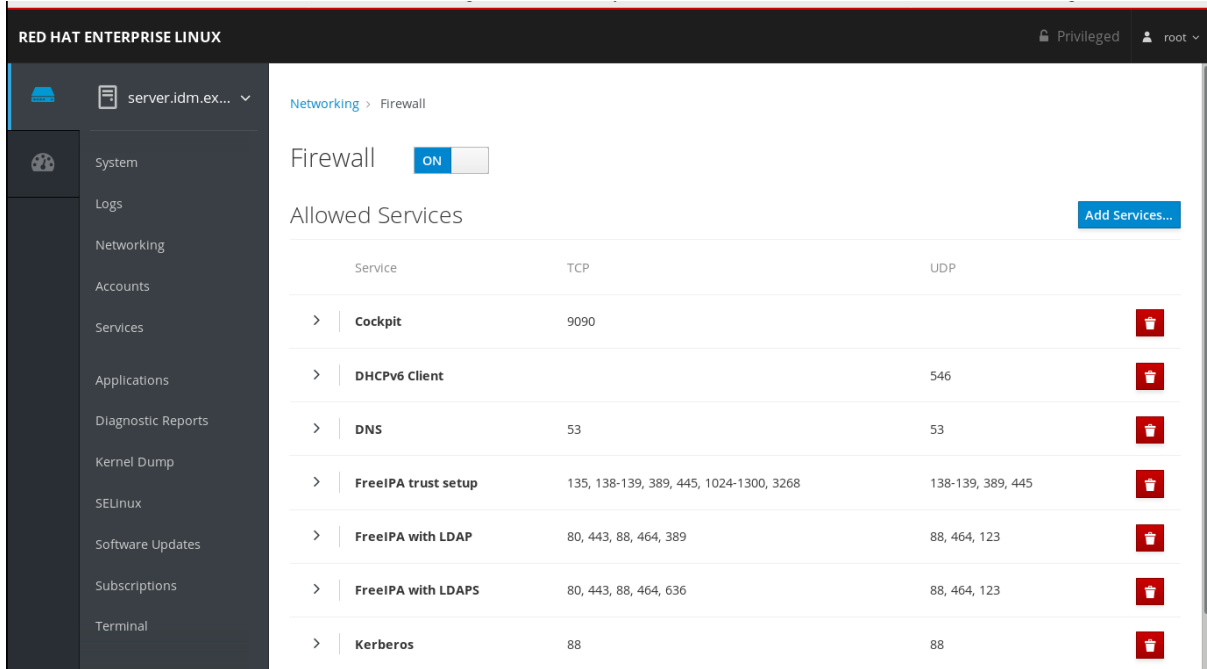 RED HAT ENTERPRISE LINUX
Privileged
root
server.idm.ex...
System
Logs
Networking
Accounts
Services
Applications
Diagnostic Reports
Kernel Dump
SELinux
Software Updates
Subscriptions
Terminal
Networking > Firewall
Firewall ON
Allowed Services
Add Services...
Service TCP UDP
Cockpit 9090
DHCPv6 Client 546
DNS 53 53
FreeIPA trust setup 135, 138-139, 389, 445, 1024-1300, 3268 138-139, 389, 445
FreeIPA with LDAP 80, 443, 88, 464, 389 88, 464, 123
FreeIPA with LDAPS 80, 443, 88, 464, 636 88, 464, 123
Kerberos 88 88